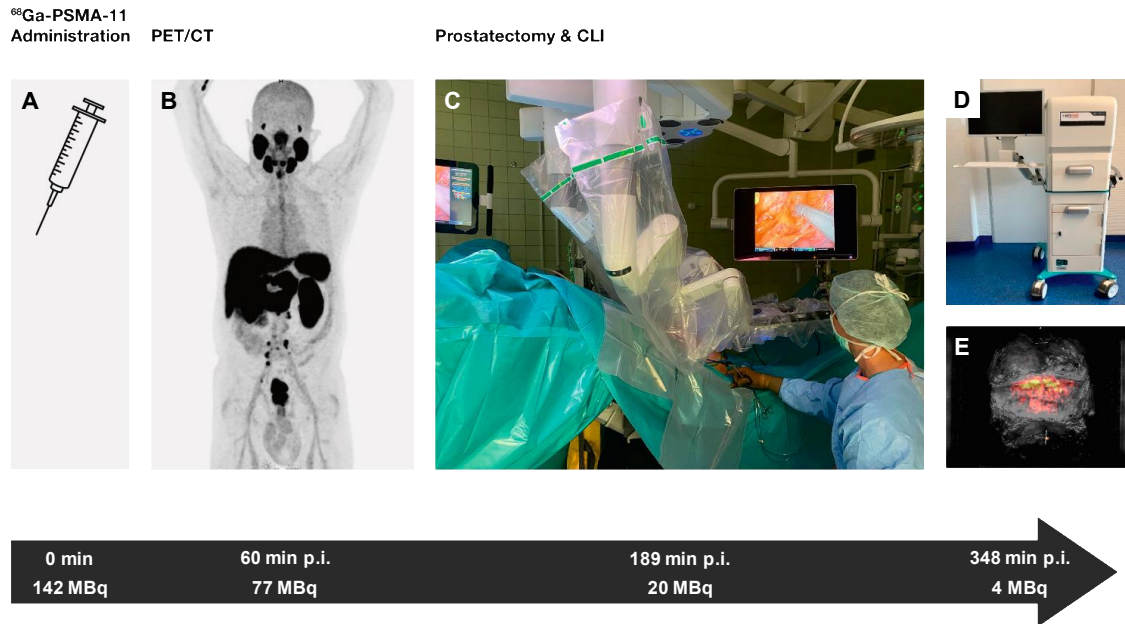 ⁶⁸Ga-PSMA-11
Administration
PET/CT
Prostatectomy & CLI
A
B
C
D
E
0 min
142 MBq
60 min p.i.
77 MBq
189 min p.i.
20 MBq
348 min p.i.
4 MBq